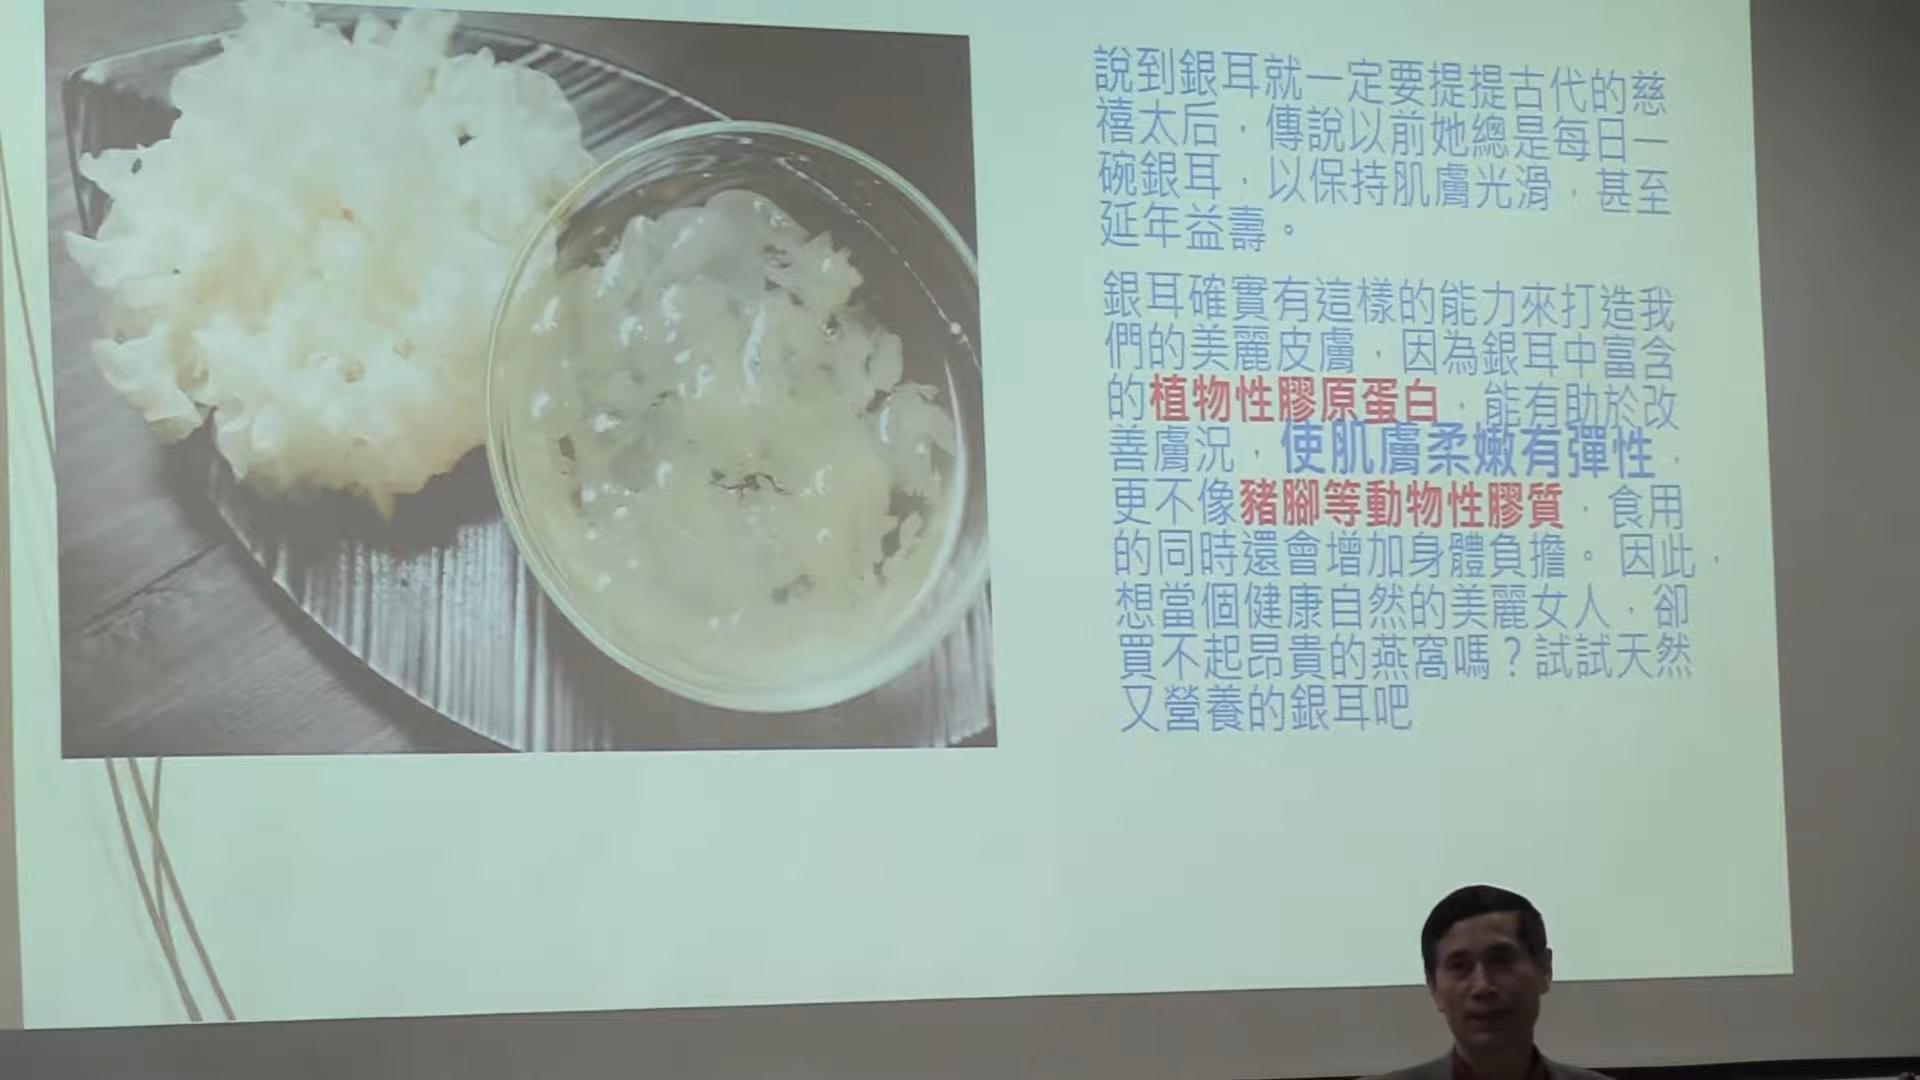 說到銀耳就一定要提提古代的慈
禧太后，傳說以前她總是每日一
碗銀耳，以保持肌膚光滑，甚至
延年益壽。
銀耳確實有這樣的能力來打造我
們的美麗皮膚，因為銀耳中富含
的植物性膠原蛋白，能有助於改
善膚況，使肌膚柔嫩有彈性，
更不像豬腳等動物性膠質，食用
的同時還會增加身體負擔。因此，
想當個健康自然的美麗女人，卻
買不起昂貴的燕窩嗎？試試天然
又營養的銀耳吧